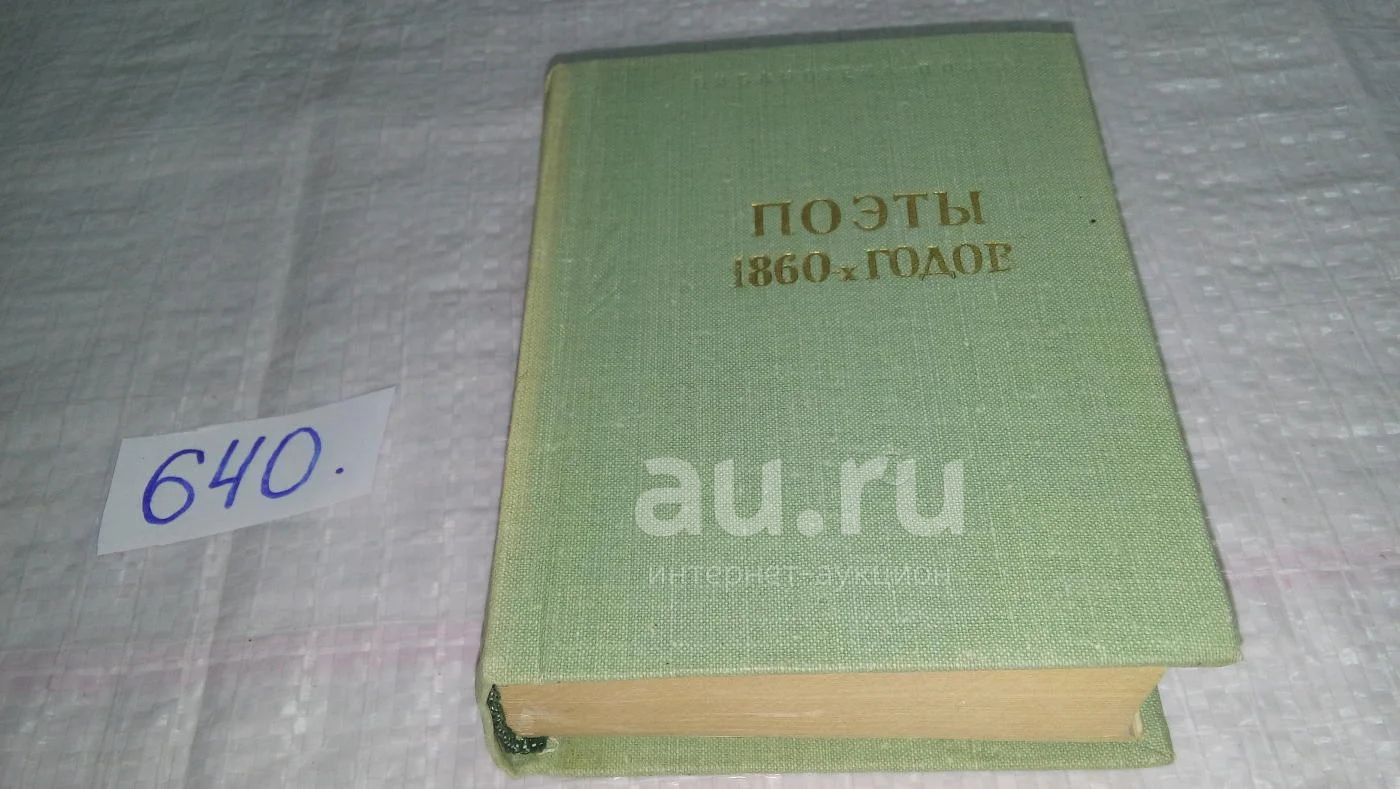 ПОЭТЫ
1860-х ГОДОВ
640.
au.ru
интернет-аукцион